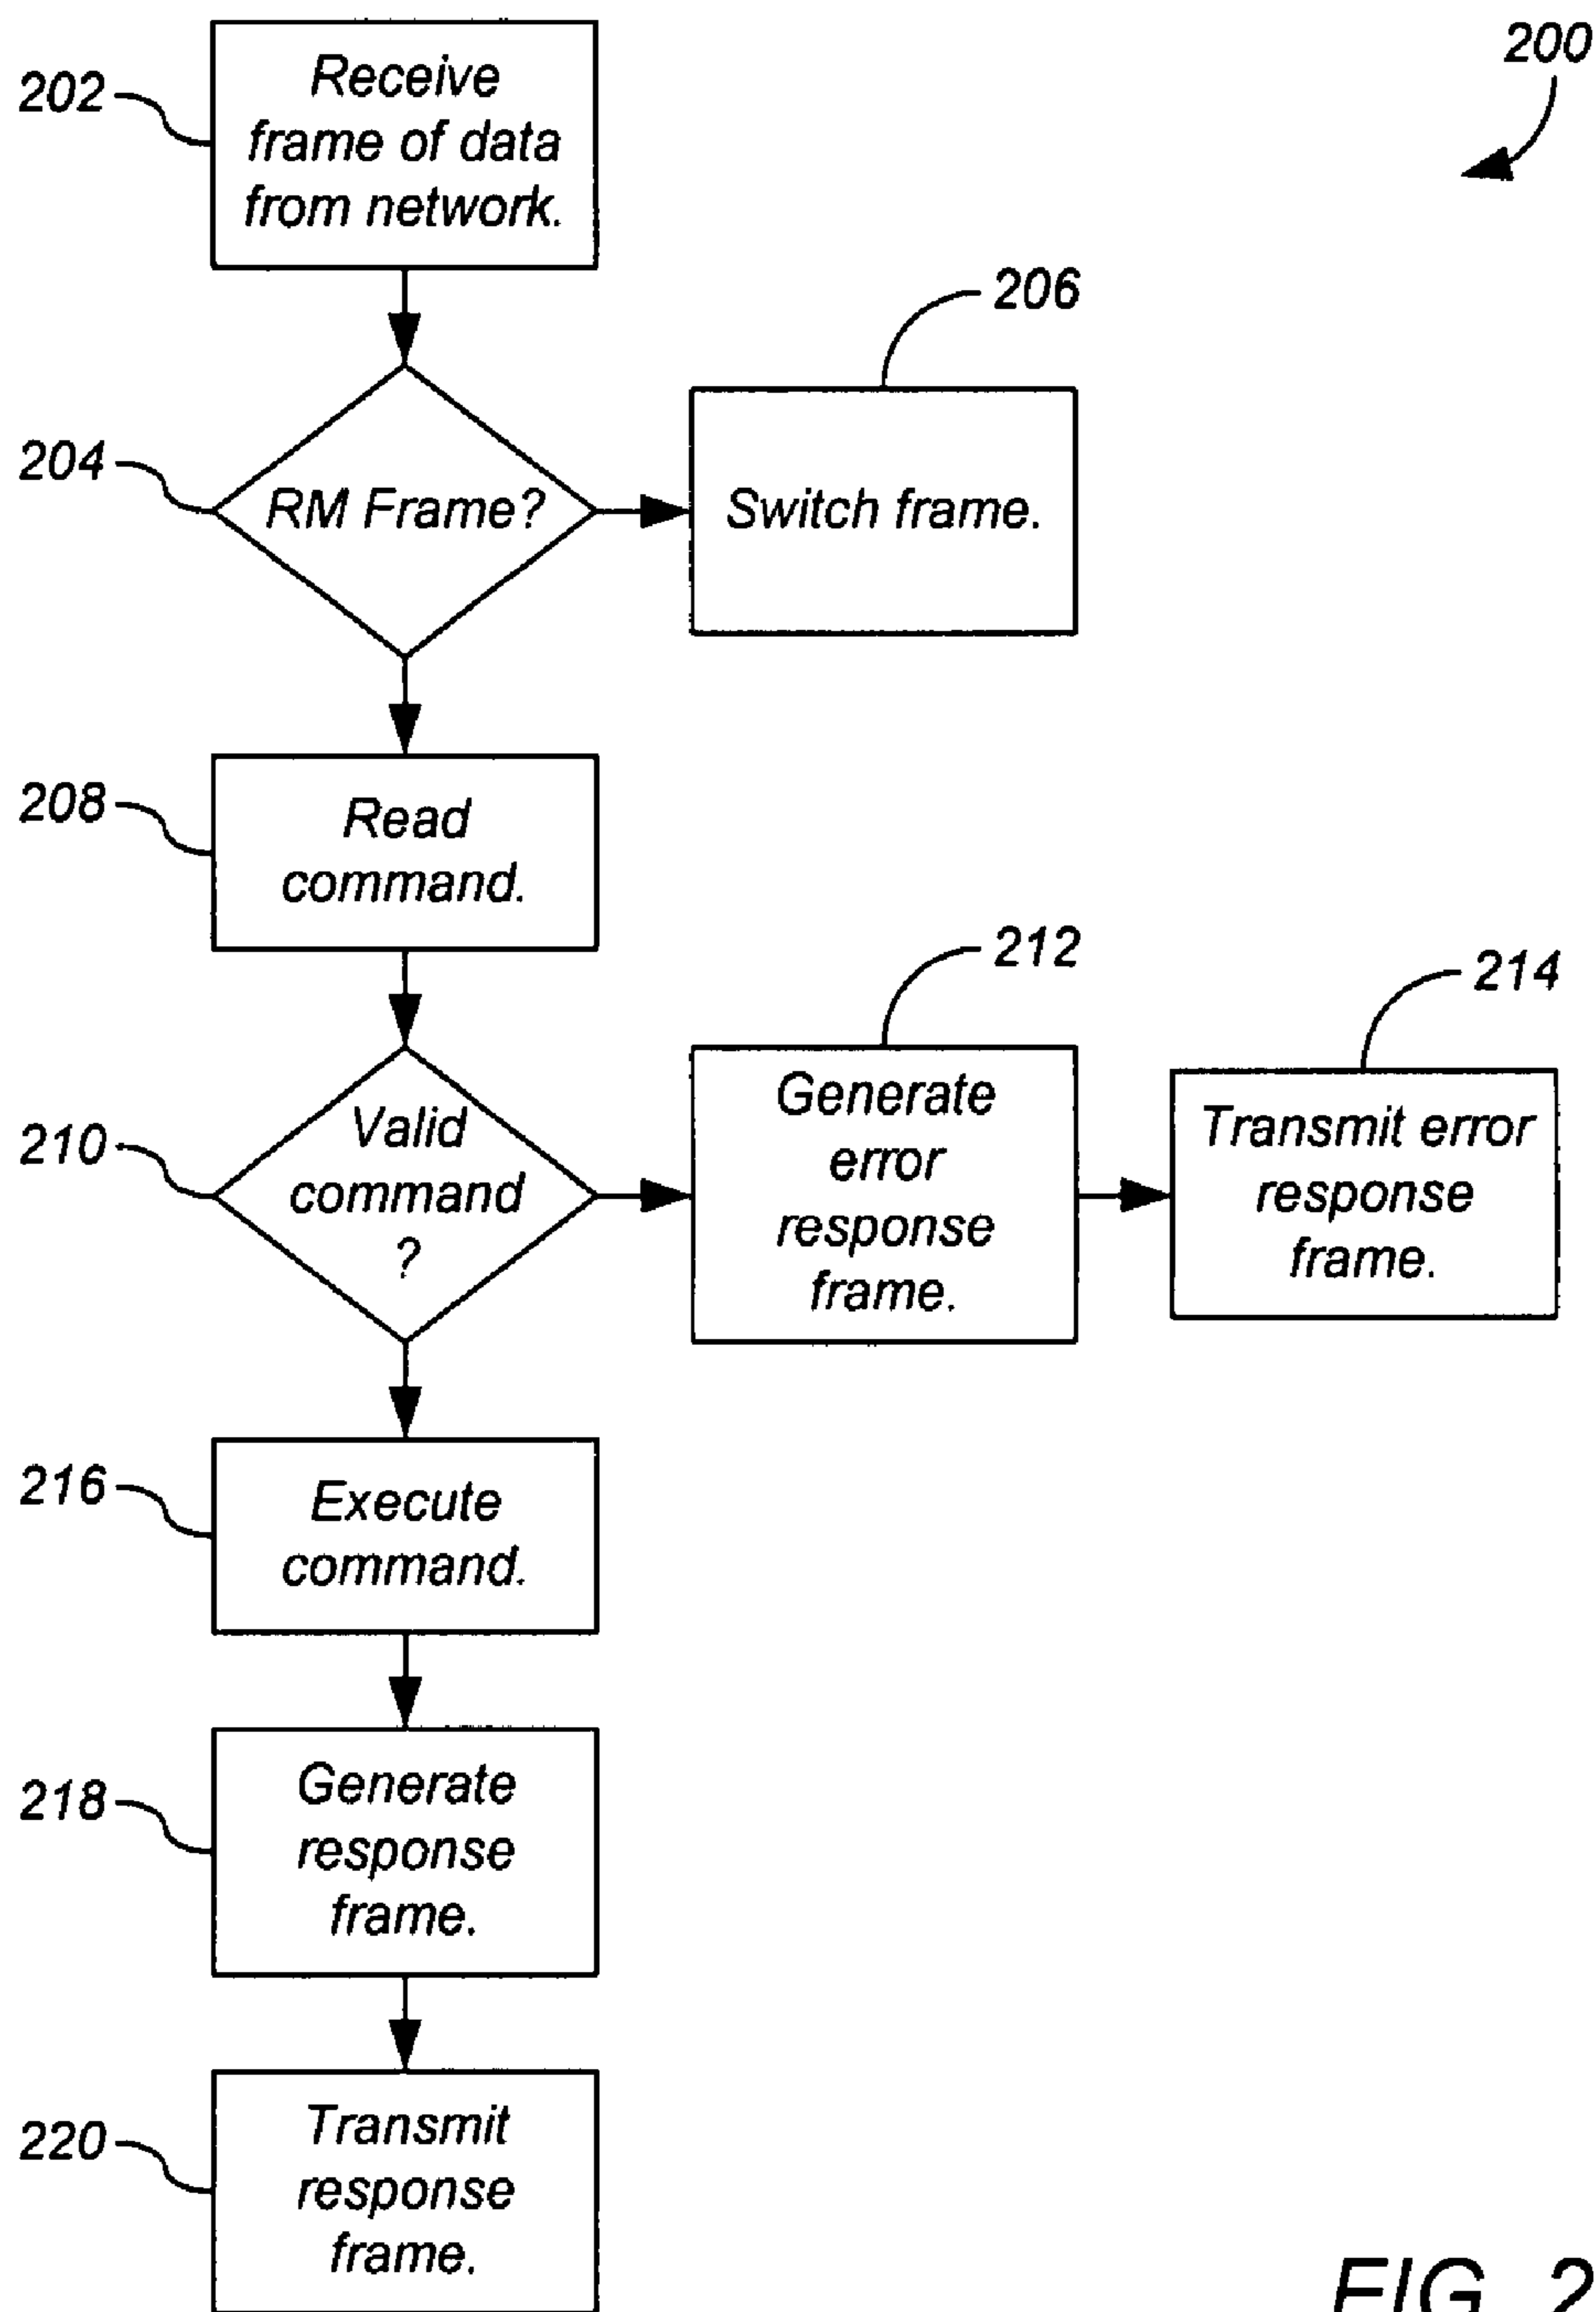 200
202
Receive
frame of data
from network.
206
204
RM Frame?
Switch frame.
208
Read
command.
212
214
210
Valid
command
?
Generate
error
response
frame.
Transmit error
response
frame.
216
Execute
command.
218
Generate
response
frame.
220
Transmit
response
frame.
FIG. 2